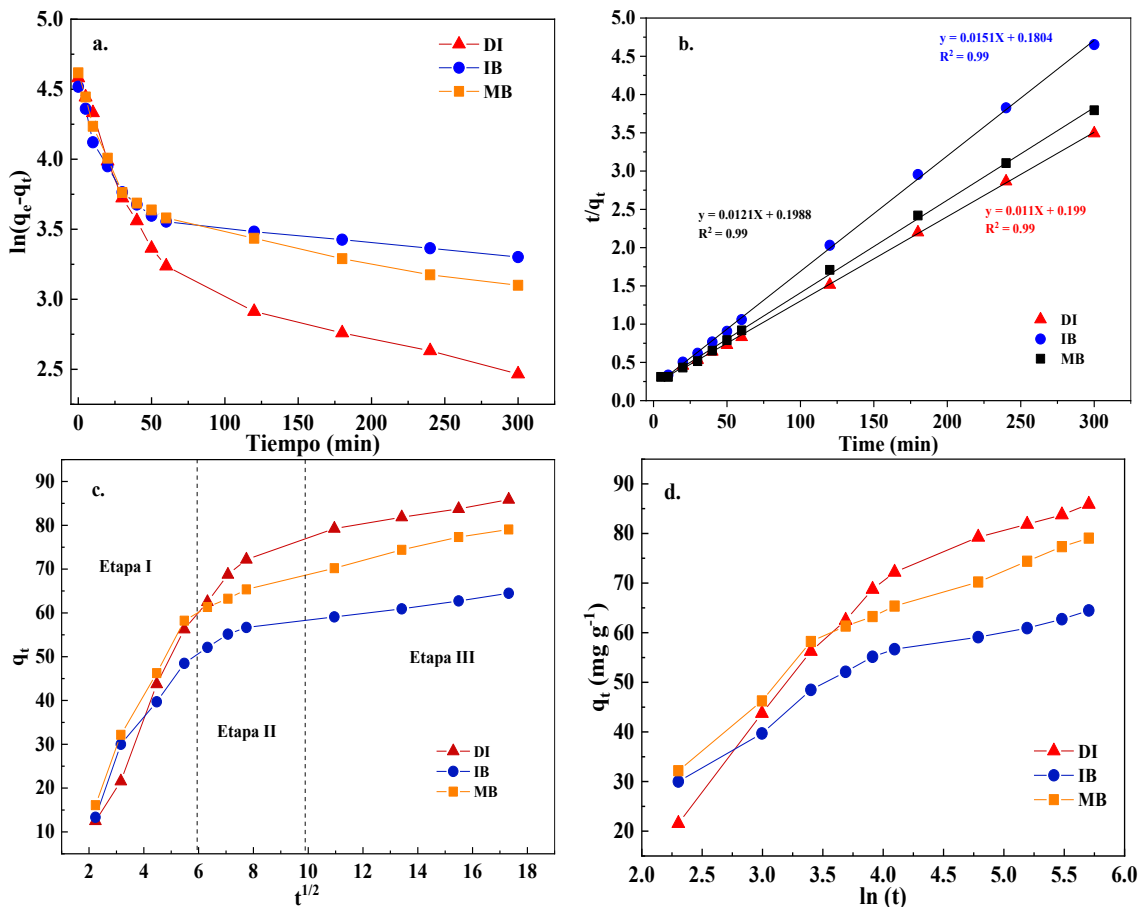 a.
DI
IB
MB
5.0
4.5
4.0
3.5
3.0
2.5
ln(qₑ-qₜ)
0 50 100 150 200 250 300
Tiempo (min)
b.
y = 0.0151X + 0.1804
R² = 0.99
y = 0.0121X + 0.1988
R² = 0.99
y = 0.011X + 0.199
R² = 0.99
DI
IB
MB
5.0
4.5
4.0
3.5
3.0
2.5
2.0
1.5
1.0
0.5
0.0
t/qₜ
0 50 100 150 200 250 300
Time (min)
c.
Etapa I
Etapa II
Etapa III
DI
IB
MB
90
80
70
60
50
40
30
20
10
qₜ
2 4 6 8 10 12 14 16 18
t^1/2
d.
DI
IB
MB
90
80
70
60
50
40
30
20
qₜ (mg g⁻¹)
2.0 2.5 3.0 3.5 4.0 4.5 5.0 5.5 6.0
ln (t)